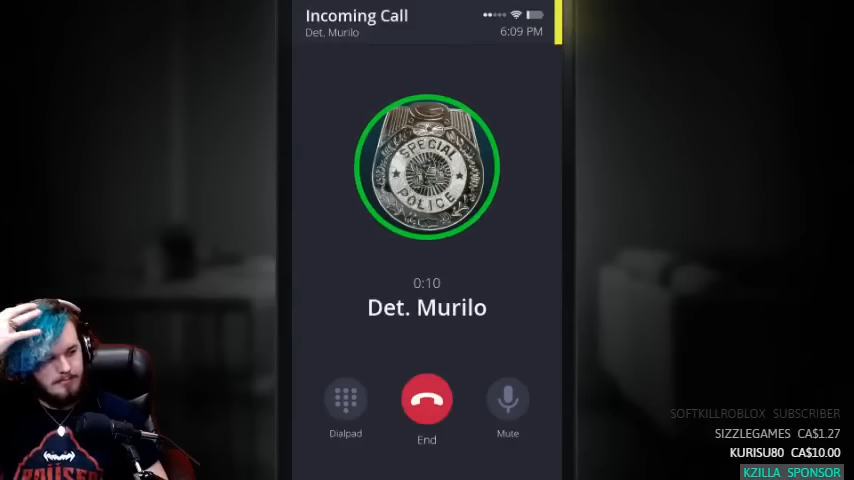 Incoming Call
Det. Murilo
6:09 PM
SPECIAL
POLICE
0:10
Det. Murilo
Dialpad
End
Mute
SOFTKILLROBLOX SUBSCRIBER
SIZZLEGAMES CA$1.27
KURISU80 CA$10.00
KZILLA SPONSOR